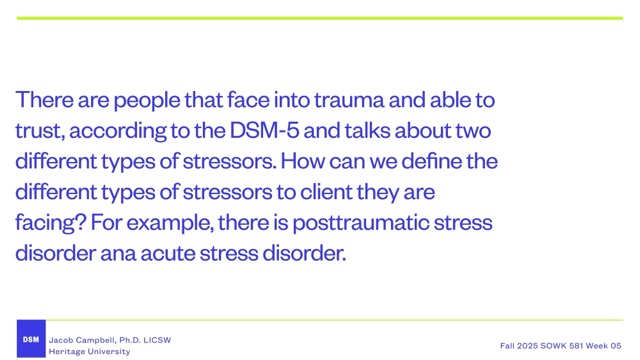 There are people that face into trauma and able to
trust, according to the DSM-5 and talks about two
different types of stressors. How can we define the
different types of stressors to client they are
facing? For example, there is posttraumatic stress
disorder ana acute stress disorder.
DSM
Jacob Campbell, Ph.D. LICSW
Heritage University
Fall 2025 SOWK 581 Week 05